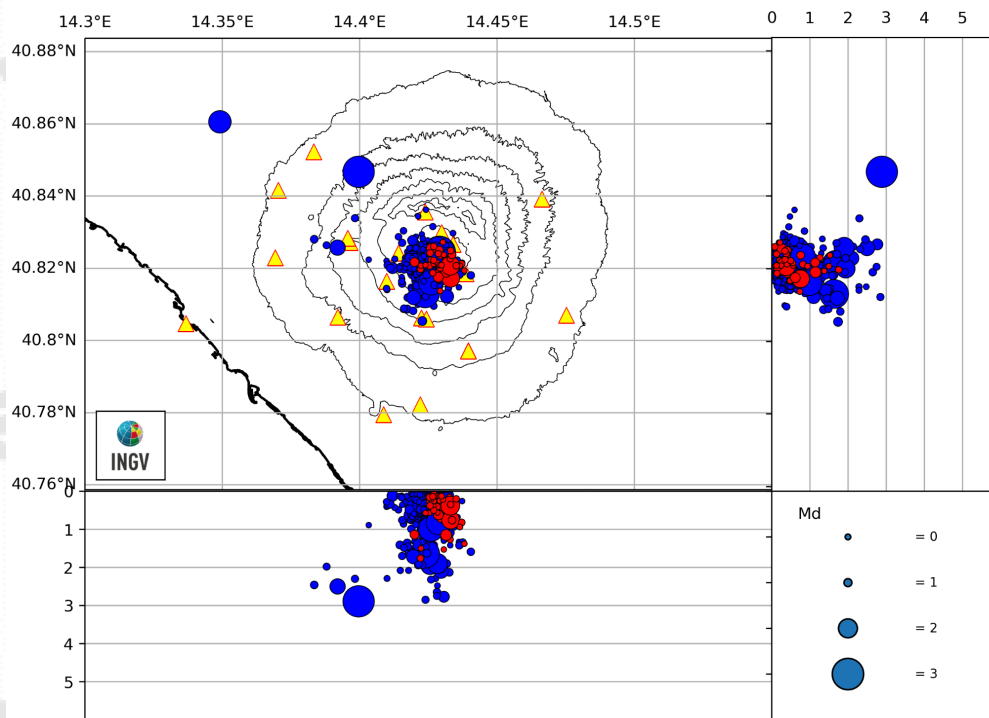 14.3°E 14.35°E 14.4°E 14.45°E 14.5°E 0 1 2 3 4 5
40.88°N
40.86°N
40.84°N
40.82°N
40.8°N
40.78°N
40.76°N
INGV
0
1
2
3
4
5
Md
= 0
= 1
= 2
= 3